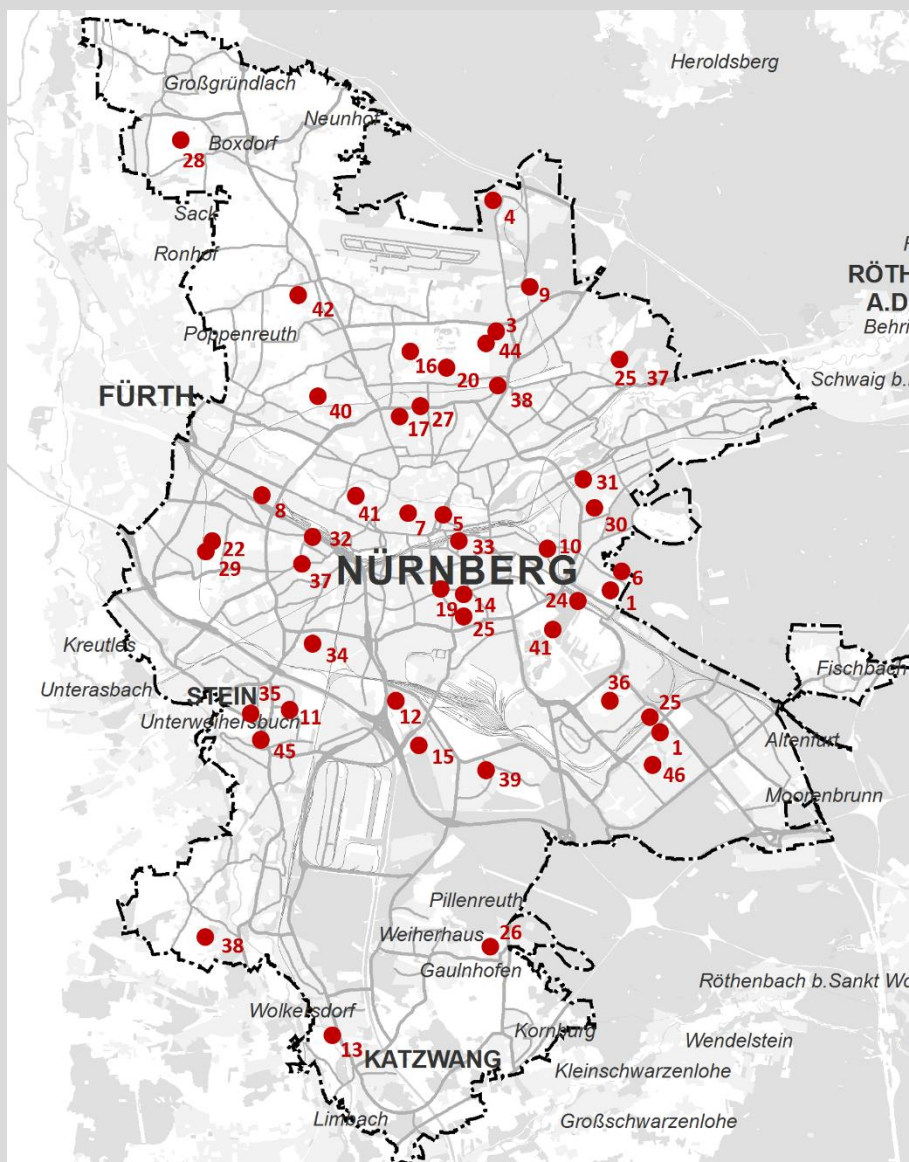 Heroldsberg
Großgründlach
Neunhof
Boxdorf
28
Sack
4
Ronhof
RÖTH
A.D
9
42
3
Behri
Poppenreuth
44
16
20
25 37
Schwaig b.
FÜRTH
38
40
27
17
31
8
41
7
5
30
32
33
10
22
NÜRNBERG
29
37
6
19
14
24
1
25
41
Kreutles
34
Fischbach
Unterasbach
STEIN
35
36
25
11
12
Unterweihersbuch
1
Altenfurt
45
15
46
39
Moorenbrunn
Pillenreuth
26
Weiherhaus
38
Gaulnhofen
Röthenbach b.Sankt Wo
Wolkersdorf
Kornburg
Wendelstein
13
KATZWANG
Kleinschwarzenlohe
Limbach
Großschwarzenlohe